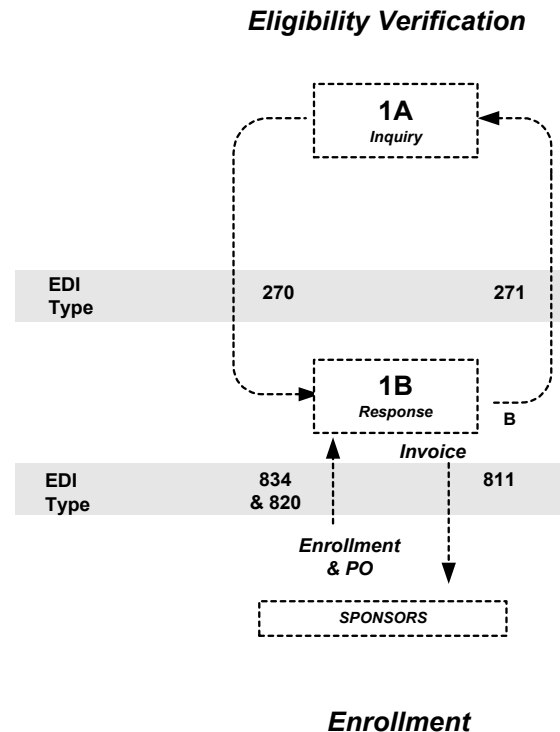 Eligibility Verification
1A
Inquiry
EDI
Type
270
271
1B
Response
B
Invoice
EDI
Type
834
& 820
811
Enrollment
& PO
SPONSORS
Enrollment